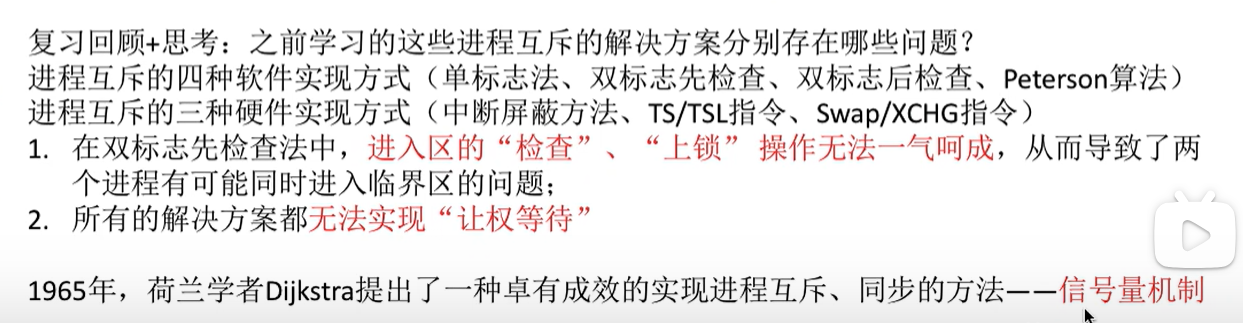 复习回顾+思考：之前学习的这些进程互斥的解决方案分别存在哪些问题？
进程互斥的四种软件实现方式（单标志法、双标志先检查、双标志后检查、Peterson算法）
进程互斥的三种硬件实现方式（中断屏蔽方法、TS/TSL指令、Swap/XCHG指令）
1. 在双标志先检查法中，进入区的“检查”、“上锁” 操作无法一气呵成，从而导致了两
个进程有可能同时进入临界区的问题；
2. 所有的解决方案都无法实现“让权等待”
1965年，荷兰学者Dijkstra提出了一种卓有成效的实现进程互斥、同步的方法——信号量机制